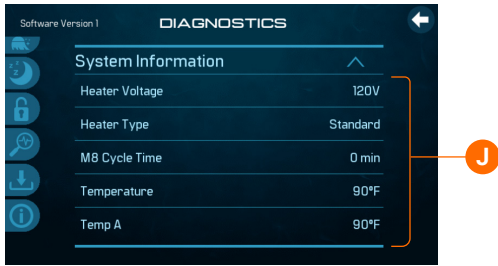 Software Version 1 DIAGNOSTICS
System Information
Heater Voltage 120V
Heater Type Standard
M8 Cycle Time 0 min
Temperature 90°F
Temp A 90°F
J